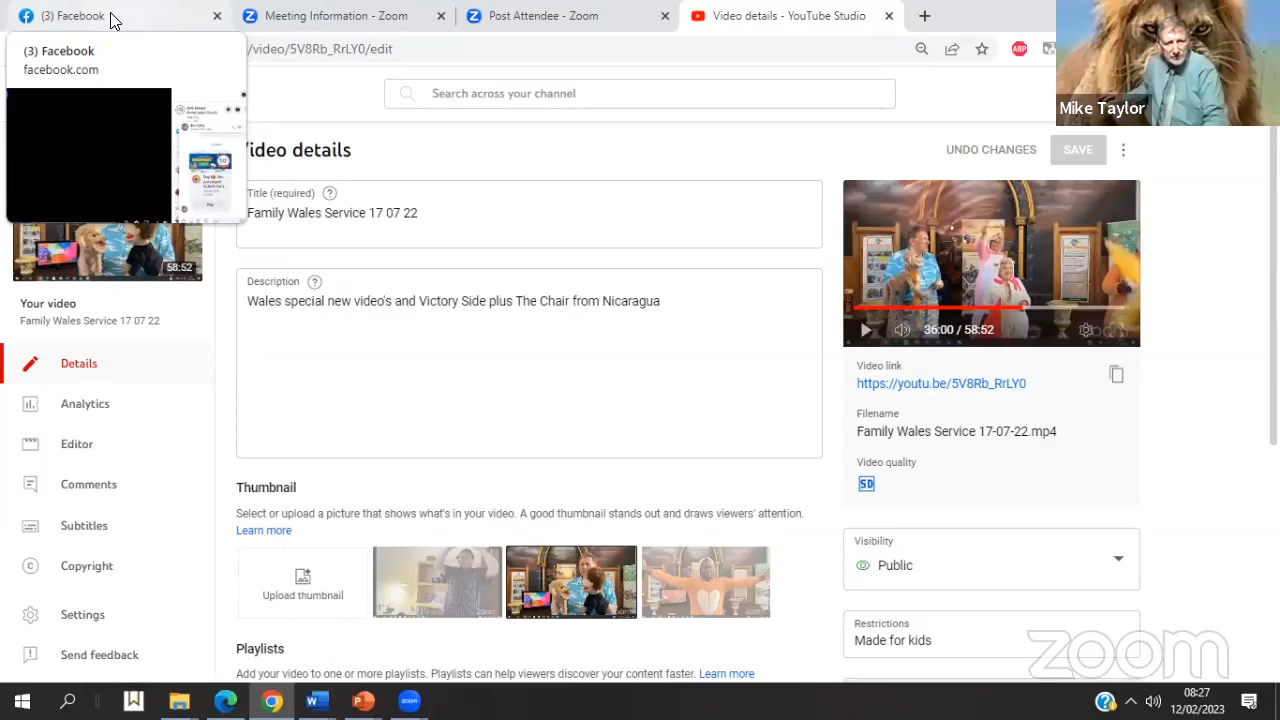 (3) Facebook
Meeting Information - Zoom
Post Attendee - Zoom
Video details - YouTube Studio
(3) Facebook
facebook.com
/video/5V8Rb_RrLY0/edit
ABP
Search across your channel
Mike Taylor
ideo details
UNDO CHANGES
SAVE
Title (required)
Family Wales Service 17 07 22
58:52
Your video
Family Wales Service 17 07 22
Description
Wales special new video's and Victory Side plus The Chair from Nicaragua
36:00 / 58:52
Video link
https://youtu.be/5V8Rb_RrLY0
Filename
Family Wales Service 17-07-22.mp4
Video quality
SD
Details
Analytics
Editor
Comments
Subtitles
Copyright
Settings
Send feedback
Thumbnail
Select or upload a picture that shows what's in your video. A good thumbnail stands out and draws viewers' attention.
Learn more
Upload thumbnail
Visibility
Public
Restrictions
Made for kids
Playlists
Add your video to one or more playlists. Playlists can help viewers discover your content faster. Learn more
zoom
W
P
zoom
08:27
12/02/2023